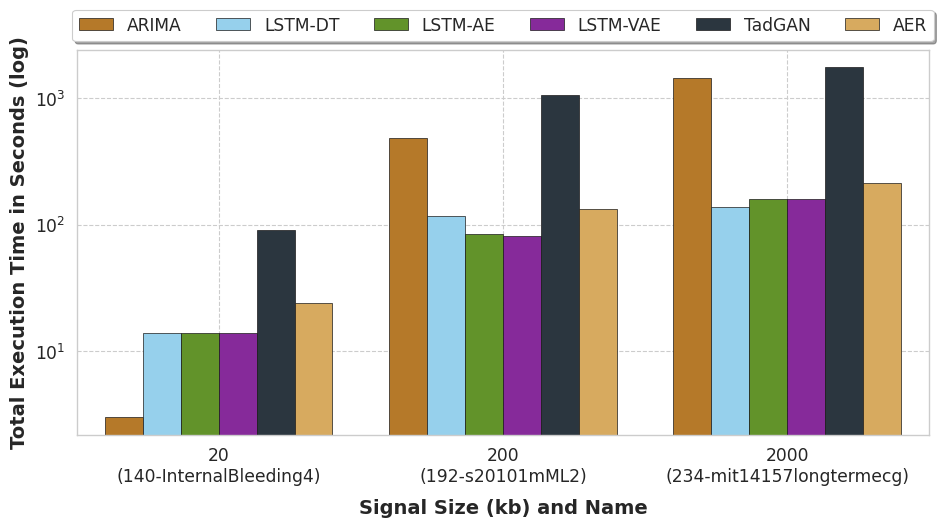 ARIMA LSTM-DT LSTM-AE LSTM-VAE TadGAN AER
Total Execution Time in Seconds (log)
10³
10²
10¹
20 200 2000
(140-InternalBleeding4) (192-s20101mML2) (234-mit14157longtermecg)
Signal Size (kb) and Name